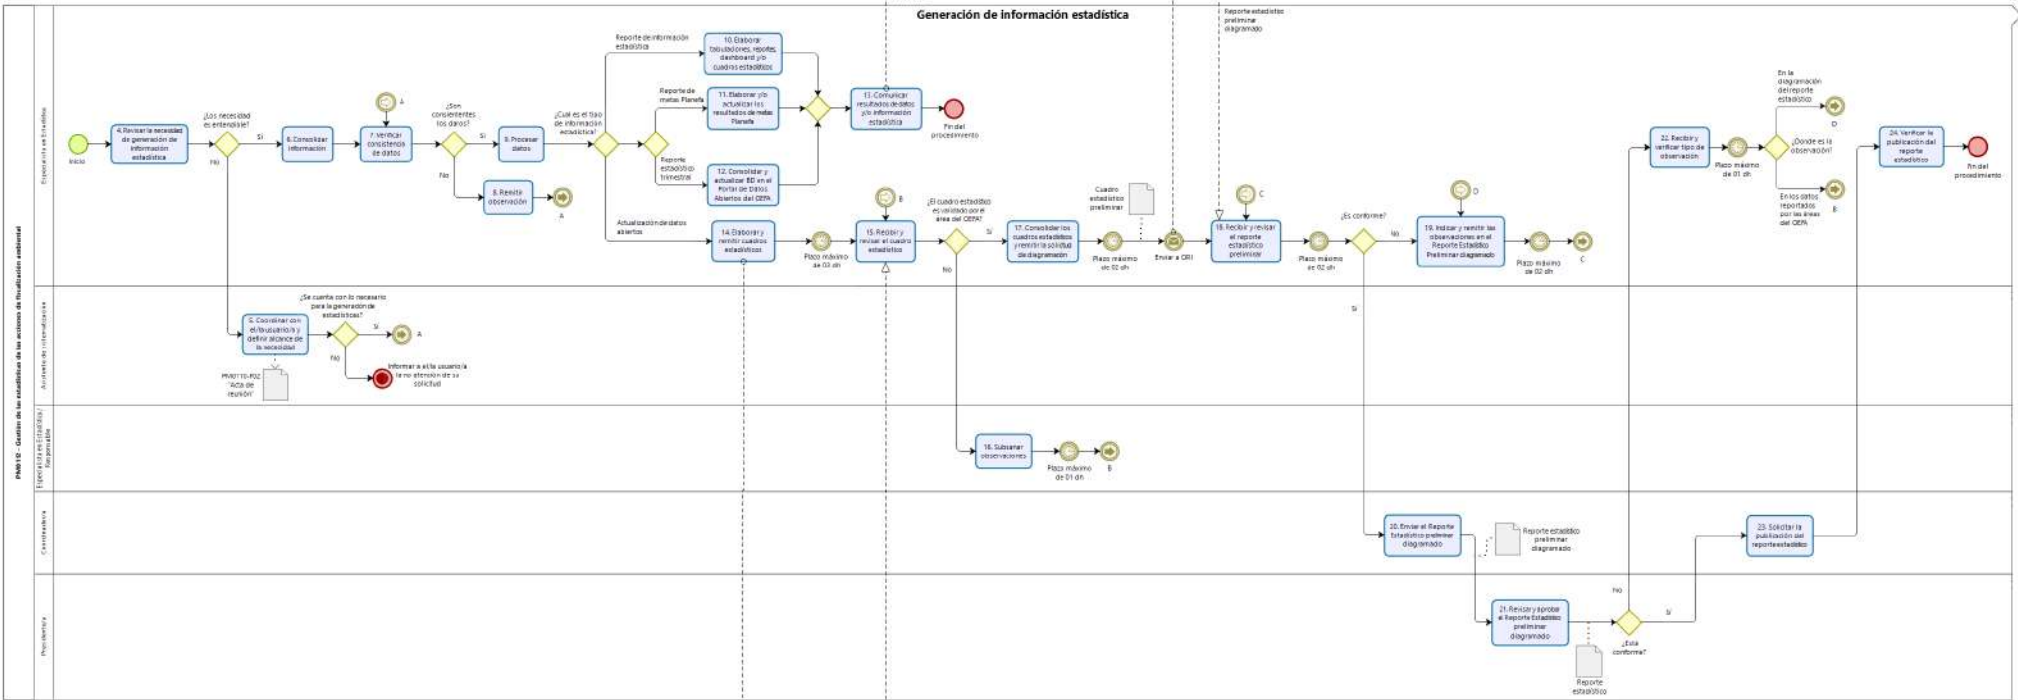 Generación de información estadística
Reporte estadístico
preliminar
diagramado
PM0112 - Gestión de las estadísticas de las acciones de fiscalización ambiental
Especialista en Estadística
Inicio
4. Revisar la necesidad
de generación de
información
estadística
¿Los necesidad
es entendible?
Sí
No
6. Consolidar
información
A
7. Verificar
consistencia
de datos
¿Son
consistentes
los datos?
Sí
No
8. Remitir
observación
A
9. Procesar
datos
¿Cuál es el tipo
de información
estadística?
Reporte de información
estadística
10. Elaborar
tabulaciones, reportes,
dashboard y/o
cuadros estadísticos
Reporte de
metas Planefa
11. Elaborar y/o
actualizar los
resultados de metas
Planefa
Reporte
estadístico
trimestral
12. Consolidar y
actualizar BD en el
Portal de Datos
Abiertos del OEFA
13. Comunicar
resultados de datos
y/o información
estadística
Fin del
procedimiento
Actualización de datos
abiertos
14. Elaborar y
remitir cuadros
estadísticos
Plazo máximo
de 03 dh
B
15. Recibir y
revisar el cuadro
estadístico
¿El cuadro estadístico
es validado por el
área del OEFA?
Sí
No
17. Consolidar los
cuadros estadísticos
y remitir la solicitud
de diagramación
Cuadro
estadístico
preliminar
Plazo máximo
de 02 dh
Enviar a ORI
C
18. Recibir y revisar
el reporte
estadístico
preliminar
Plazo máximo
de 02 dh
¿Es conforme?
No
Sí
D
19. Indicar y remitir las
observaciones en el
Reporte Estadístico
Preliminar diagramado
Plazo máximo
de 02 dh
C
22. Recibir y
verificar tipo de
observación
Plazo máximo
de 01 dh
En la
diagramación
del reporte
estadístico
D
¿Donde es la
observación?
B
En los datos
reportados
por las áreas
del OEFA
24. Verificar la
publicación del
reporte
estadístico
Fin del
procedimiento
5. Coordinar con
el/la usuario/a y
definir alcance de
la necesidad
¿Se cuenta con lo necesario
para la generación de
estadísticas?
Sí
A
No
Informar a el/la usuario/a
la no atención de su
solicitud
"Acta de
reunión"
Especialista en Estadística /
Responsable
16. Subsanar
observaciones
Plazo máximo
de 01 dh
B
Coordinador/a
20. Enviar el Reporte
Estadístico preliminar
diagramado
Reporte estadístico
preliminar
diagramado
23. Solicitar la
publicación del
reporte estadístico
Presidente/a
21. Revisar y aprobar
el Reporte Estadístico
preliminar
diagramado
Reporte
estadístico
No
Sí
¿Está
conforme?